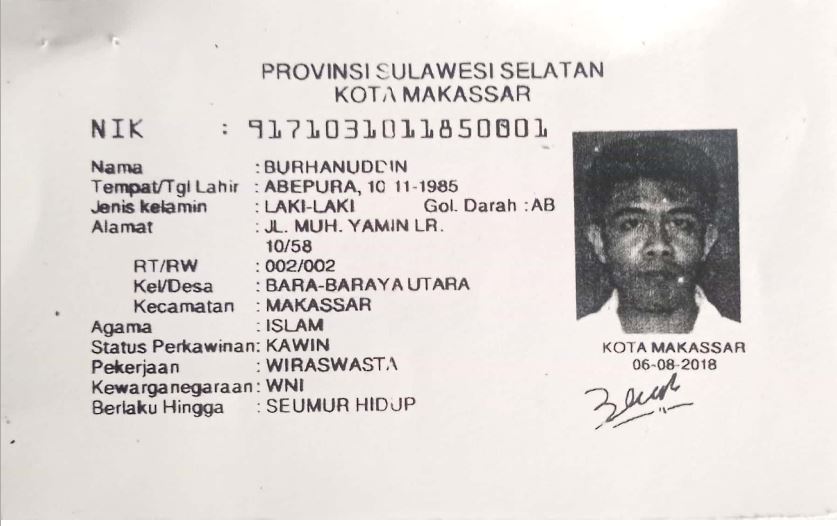 PROVINSI SULAWESI SELATAN
KOTA MAKASSAR
NIK : 9171031011850001
Nama : BURHANUDDIN
Tempat/Tgl Lahir : ABEPURA, 10 11-1985
Jenis kelamin : LAKI-LAKI Gol. Darah : AB
Alamat : JL. MUH. YAMIN LR.
10/58
RT/RW : 002/002
Kel/Desa : BARA-BARAYA UTARA
Kecamatan : MAKASSAR
Agama : ISLAM
Status Perkawinan: KAWIN
Pekerjaan : WIRASWASTA
Kewarganegaraan: WNI
Berlaku Hingga : SEUMUR HIDUP
KOTA MAKASSAR
06-08-2018